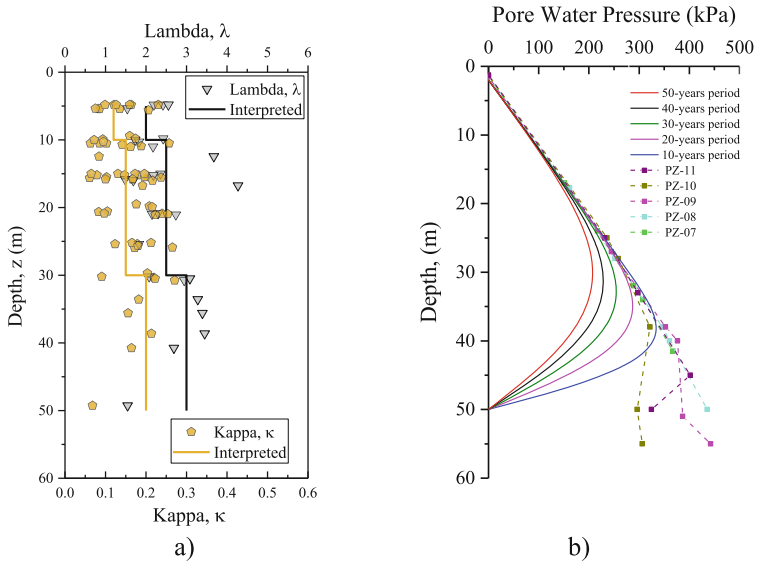 Lambda, λ
0 1 2 3 4 5 6
0
10
20
30
40
50
60
Depth, z (m)
Lambda, λ
Interpreted
Kappa, κ
Interpreted
0.0 0.1 0.2 0.3 0.4 0.5 0.6
Kappa, κ
a)
Pore Water Pressure (kPa)
0 100 200 300 400 500
0
10
20
30
40
50
60
Depth, (m)
50-years period
40-years period
30-years period
20-years period
10-years period
PZ-11
PZ-10
PZ-09
PZ-08
PZ-07
b)